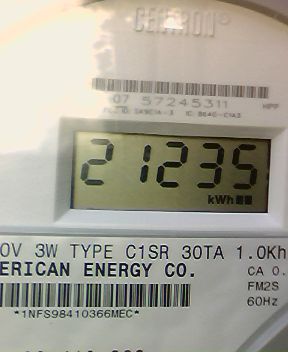 CENTRON®
07 57245311 HPP
21235
kWh
0V 3W TYPE C1SR 30TA 1.0Kh
ERICAN ENERGY CO. CA 0.
FM2S
60Hz
*1NFS98410366MEC*